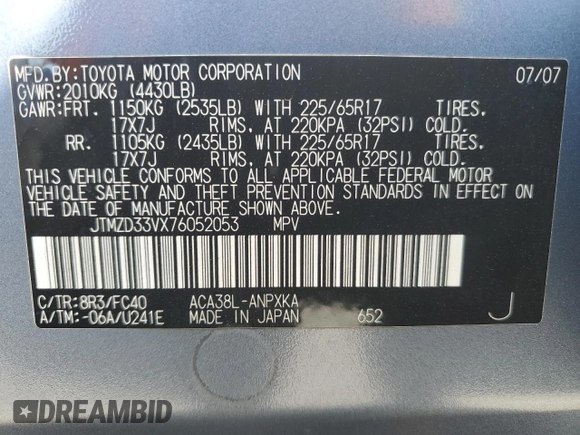 MFD.BY:TOYOTA MOTOR CORPORATION 07/07
GVWR:2010KG (4430LB)
GAWR:FRT. 1150KG (2535LB) WITH 225/65R17 TIRES.
17X7J RIMS. AT 220KPA (32PSI) COLD.
RR. 1105KG (2435LB) WITH 225/65R17 TIRES.
17X7J RIMS. AT 220KPA (32PSI) COLD.
THIS VEHICLE CONFORMS TO ALL APPLICABLE FEDERAL MOTOR
VEHICLE SAFETY AND THEFT PREVENTION STANDARDS IN EFFECT ON
THE DATE OF MANUFACTURE SHOWN ABOVE.
JTMZD33VX76052053 MPV
C/TR:8R3/FC40 ACA38L-ANPXKA
A/TM:-06A/U241E MADE IN JAPAN 652 J
DREAMBID